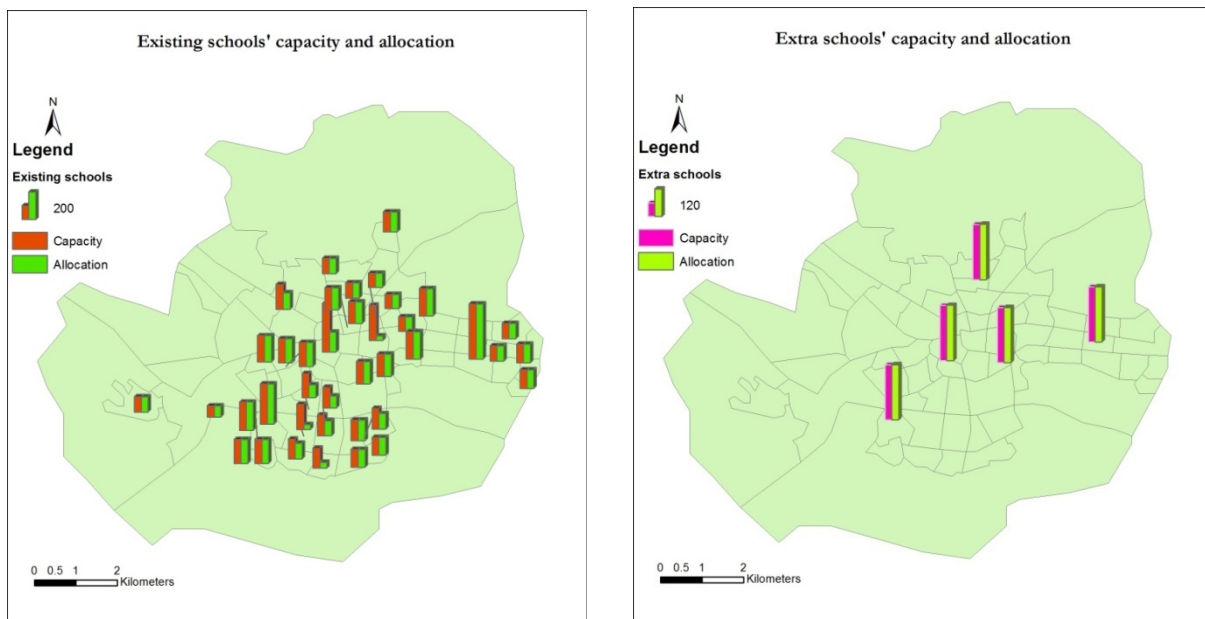 Existing schools' capacity and allocation
N
Legend
Existing schools
200
Capacity
Allocation
0 0.5 1 2
Kilometers
Extra schools' capacity and allocation
N
Legend
Extra schools
120
Capacity
Allocation
0 0.5 1 2
Kilometers